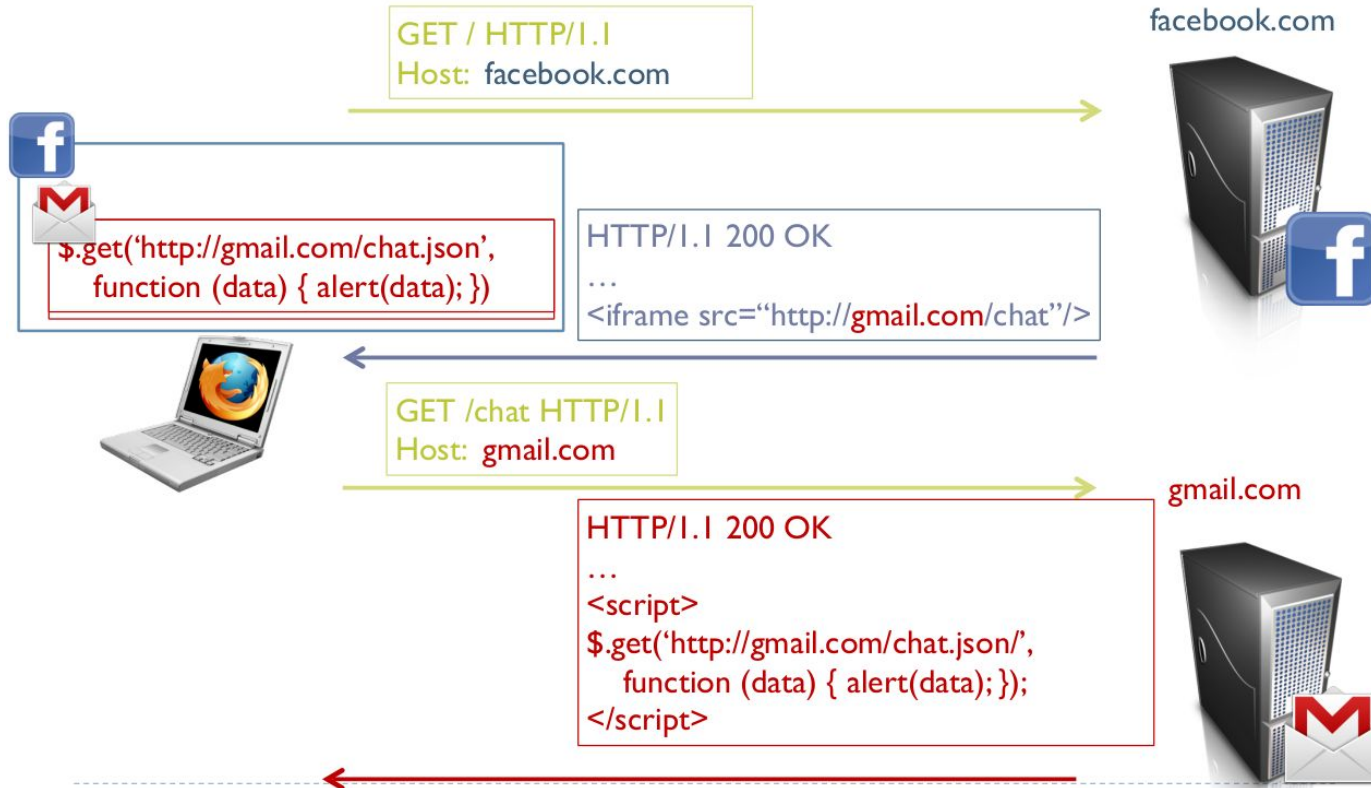 facebook.com
GET / HTTP/1.1
Host: facebook.com
$.get(‘http://gmail.com/chat.json’,
function (data) { alert(data); })
HTTP/1.1 200 OK
…
<iframe src=“http://gmail.com/chat”/>
GET /chat HTTP/1.1
Host: gmail.com
gmail.com
HTTP/1.1 200 OK
…
<script>
$.get(‘http://gmail.com/chat.json/’,
function (data) { alert(data); });
</script>